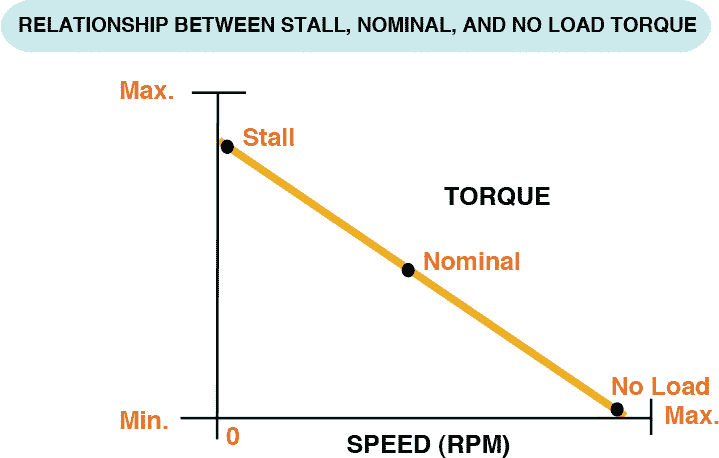 RELATIONSHIP BETWEEN STALL, NOMINAL, AND NO LOAD TORQUE
Max.
Stall
TORQUE
Nominal
No Load
Min.
0
SPEED (RPM)
Max.